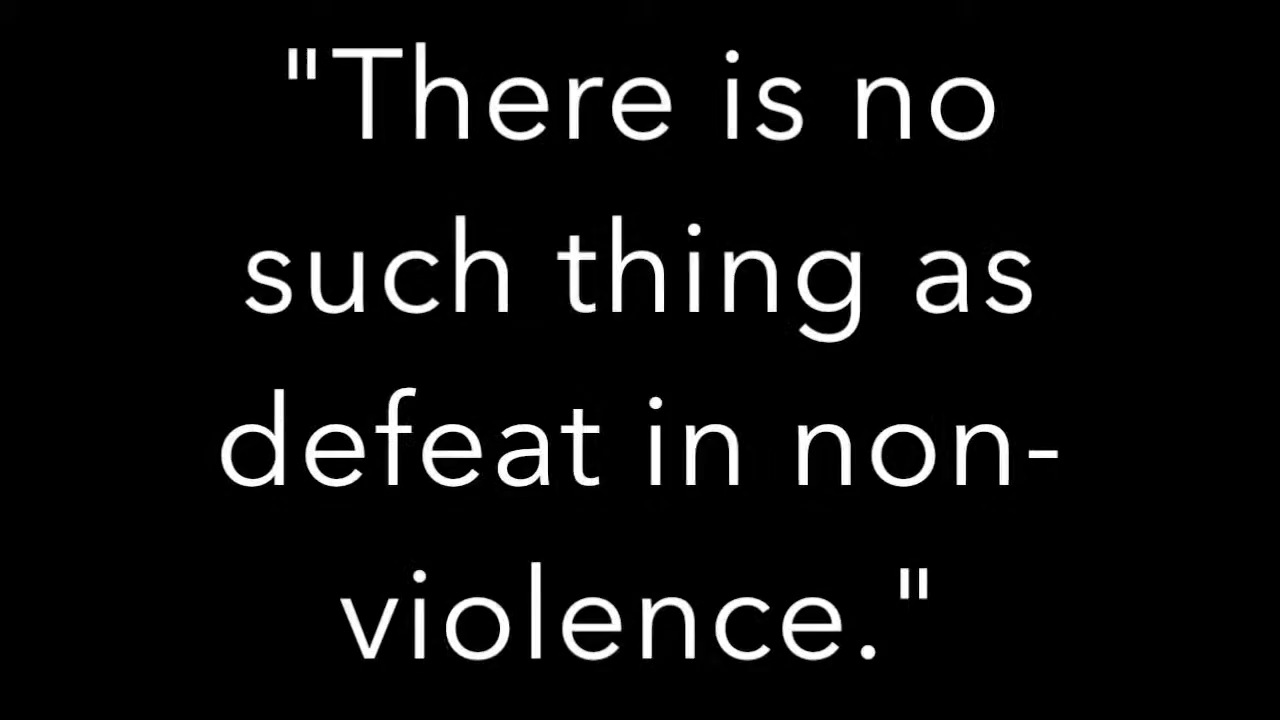 "There is no
such thing as
defeat in non-
violence."